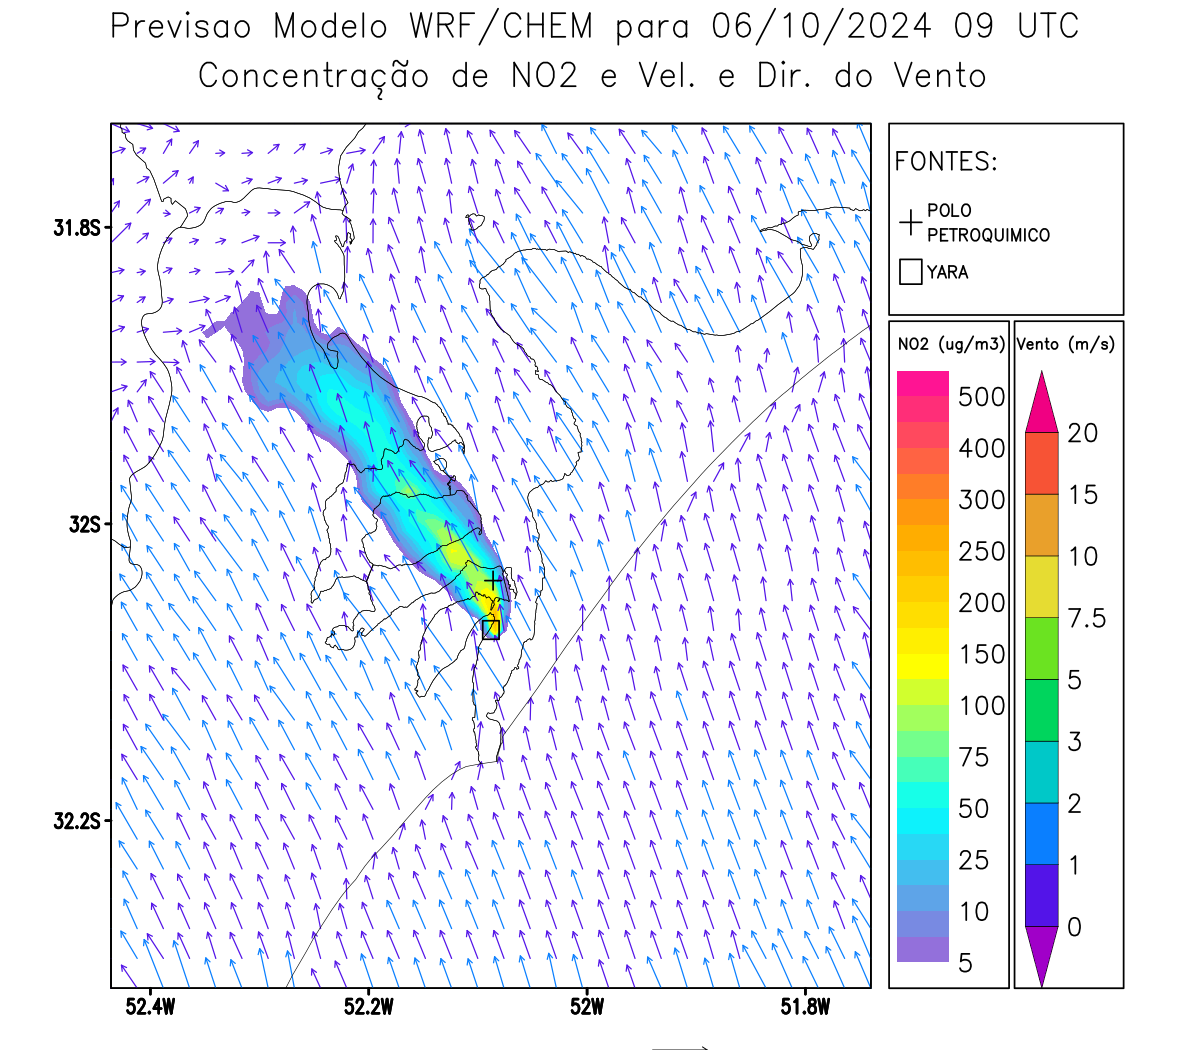 Previsao Modelo WRF/CHEM para 06/10/2024 09 UTC
Concentração de NO2 e Vel. e Dir. do Vento
FONTES:
POLO
PETROQUIMICO
YARA
NO2 (ug/m3)
500
400
300
250
200
150
100
75
50
25
10
5
Vento (m/s)
20
15
10
7.5
5
3
2
1
0
31.8S
32S
32.2S
52.4W
52.2W
52W
51.8W